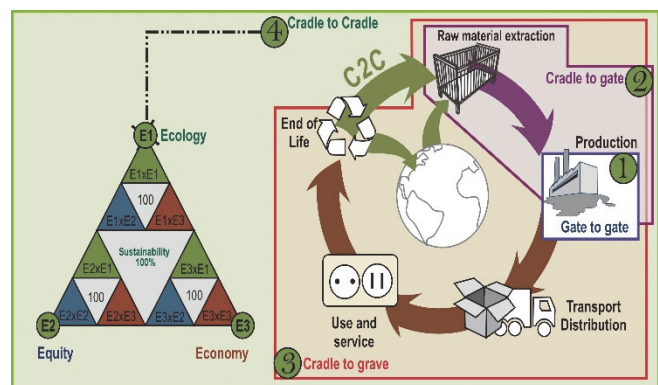 4
Cradle to Cradle
E1
Ecology
E1xE1
100
E1xE2
E1xE3
Sustainability
100%
E2xE1
E3xE1
100
100
E2xE2
E2xE3
E3xE2
E3xE3
E2
E3
Equity
Economy
Raw material extraction
C2C
Cradle to gate
2
End of
Life
Production
1
Gate to gate
Transport
Distribution
Use and
service
3
Cradle to grave